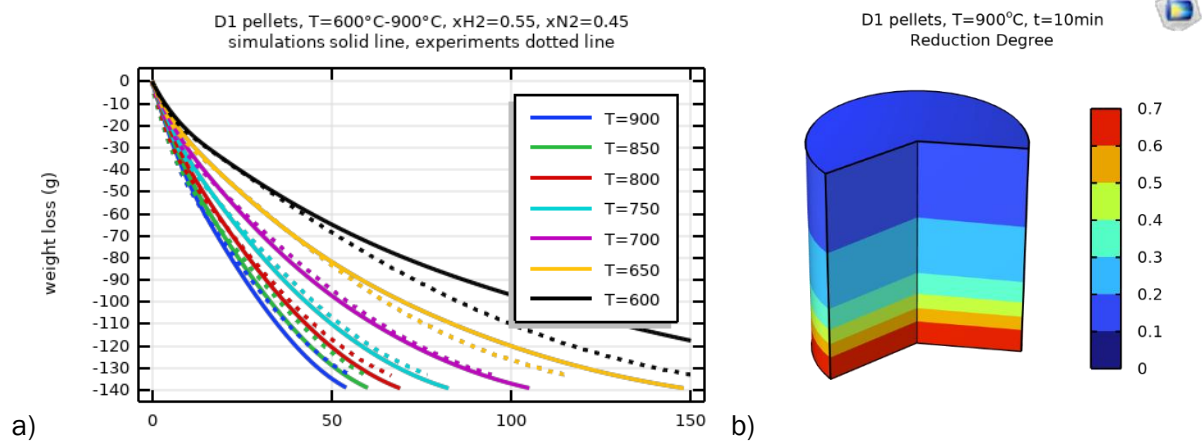 D1 pellets, T=600°C-900°C, xH2=0.55, xN2=0.45
simulations solid line, experiments dotted line
weight loss (g)
0
-10
-20
-30
-40
-50
-60
-70
-80
-90
-100
-110
-120
-130
-140
0
50
100
150
T=900
T=850
T=800
T=750
T=700
T=650
T=600
a)
D1 pellets, T=900°C, t=10min
Reduction Degree
0.7
0.6
0.5
0.4
0.3
0.2
0.1
0
b)